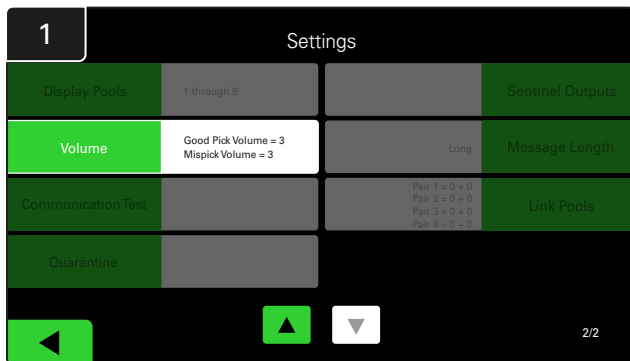 1
Settings
Display Pools
1 through 9
Sentinel Outputs
Volume
Good Pick Volume = 3
Mispick Volume = 3
Long
Message Length
Communication Test
Pair 1 = 0 + 0
Pair 2 = 0 + 0
Pair 3 = 0 + 0
Pair 4 = 0 + 0
Link Pools
Quarantine
2/2